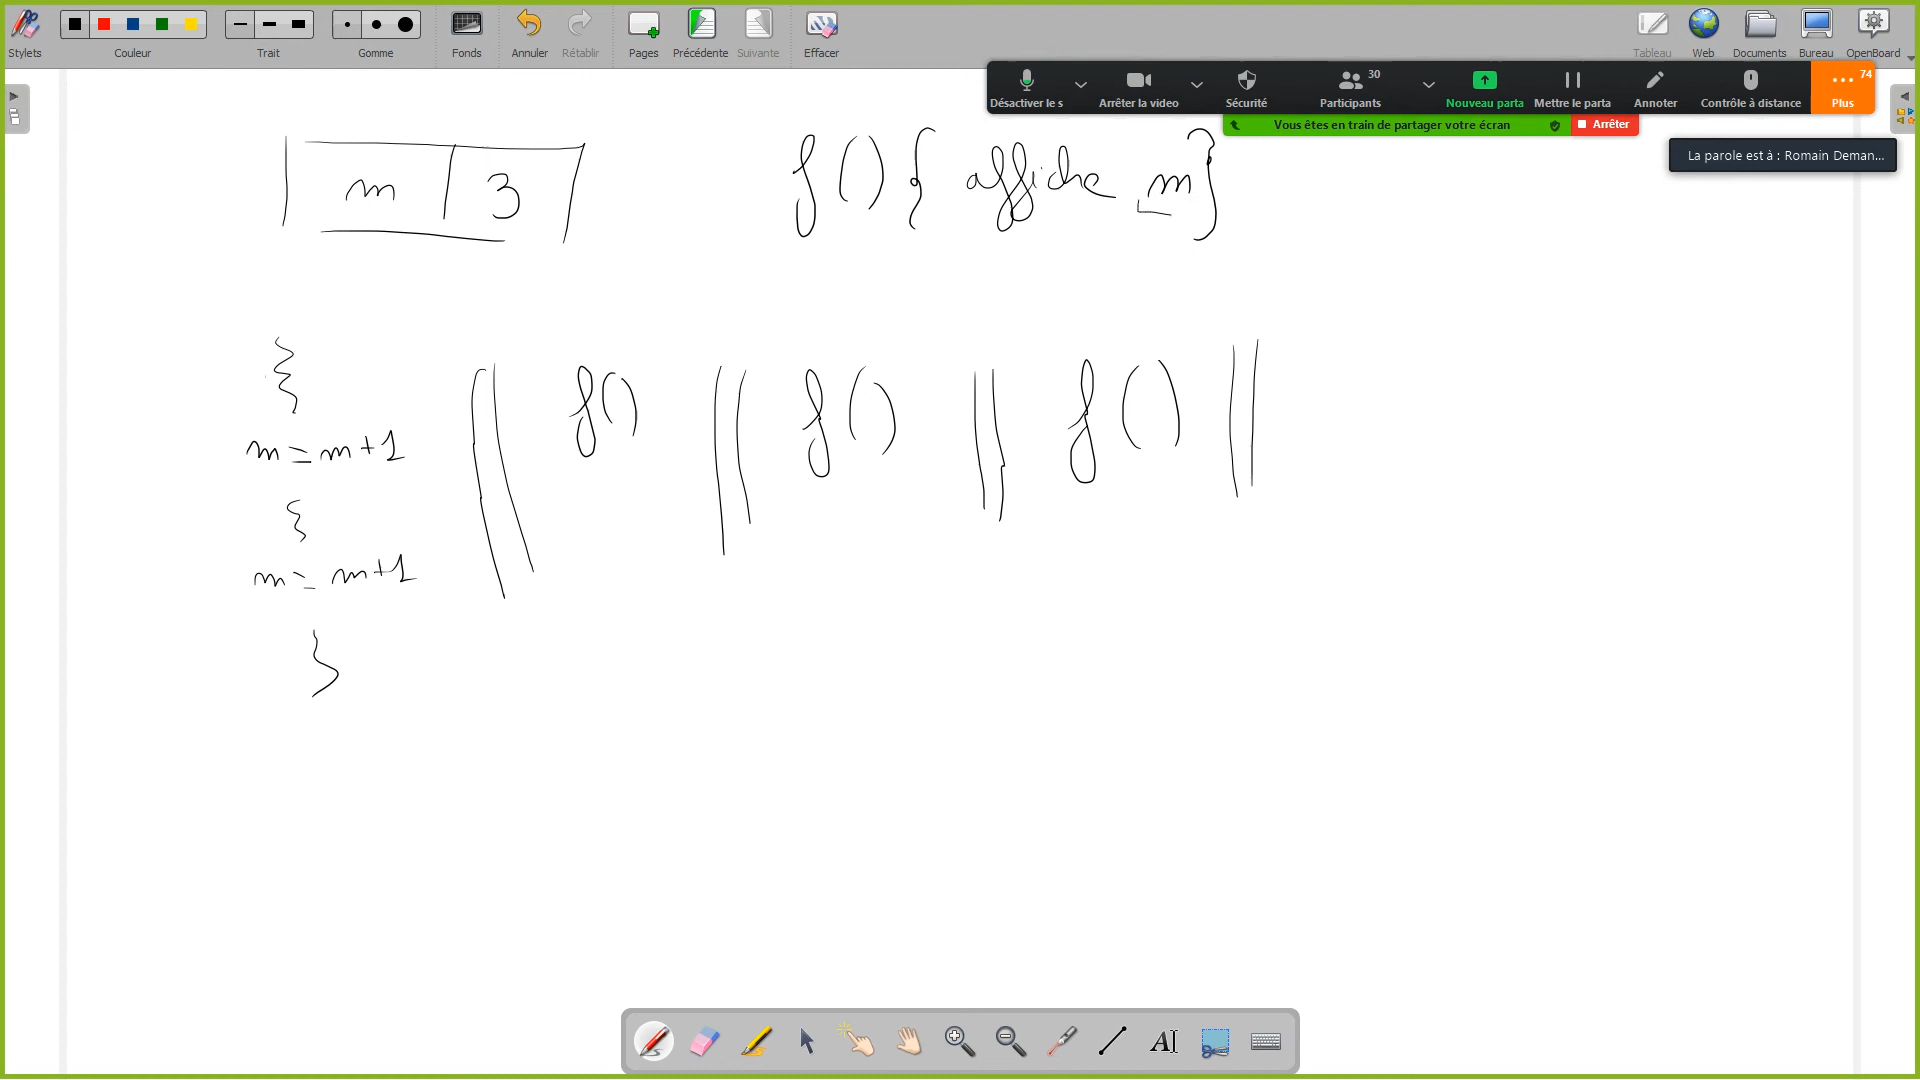 Stylets Couleur Trait Gomme Fonds Annuler Rétablir Pages Précédente Suivante Effacer Tableau Web Documents Bureau OpenBoard
30 74
Désactiver le s Arrêter la video Sécurité Participants Nouveau parta Mettre le parta Annoter Contrôle à distance Plus
Vous êtes en train de partager votre écran Arrêter
La parole est à : Romain Deman...
m 3 f() { affiche m}
f() || f() || f() ||
m = m+1 ||
m = m+1
AI